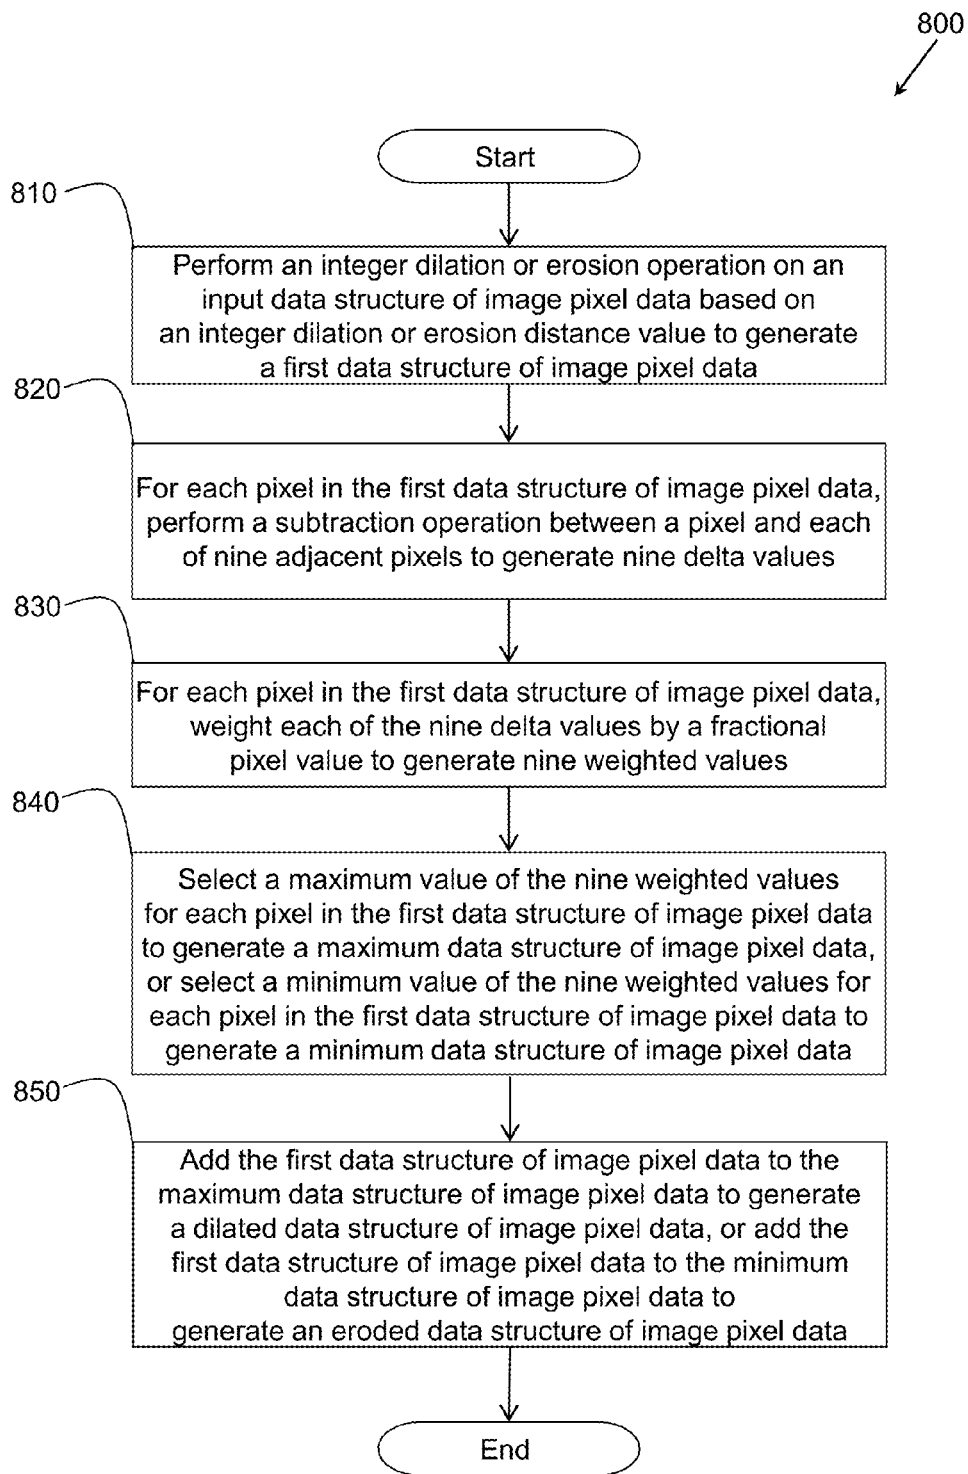 800
Start
810
Perform an integer dilation or erosion operation on an
input data structure of image pixel data based on
an integer dilation or erosion distance value to generate
a first data structure of image pixel data
820
For each pixel in the first data structure of image pixel data,
perform a subtraction operation between a pixel and each
of nine adjacent pixels to generate nine delta values
830
For each pixel in the first data structure of image pixel data,
weight each of the nine delta values by a fractional
pixel value to generate nine weighted values
840
Select a maximum value of the nine weighted values
for each pixel in the first data structure of image pixel data
to generate a maximum data structure of image pixel data,
or select a minimum value of the nine weighted values for
each pixel in the first data structure of image pixel data to
generate a minimum data structure of image pixel data
850
Add the first data structure of image pixel data to the
maximum data structure of image pixel data to generate
a dilated data structure of image pixel data, or add the
first data structure of image pixel data to the minimum
data structure of image pixel data to
generate an eroded data structure of image pixel data
End